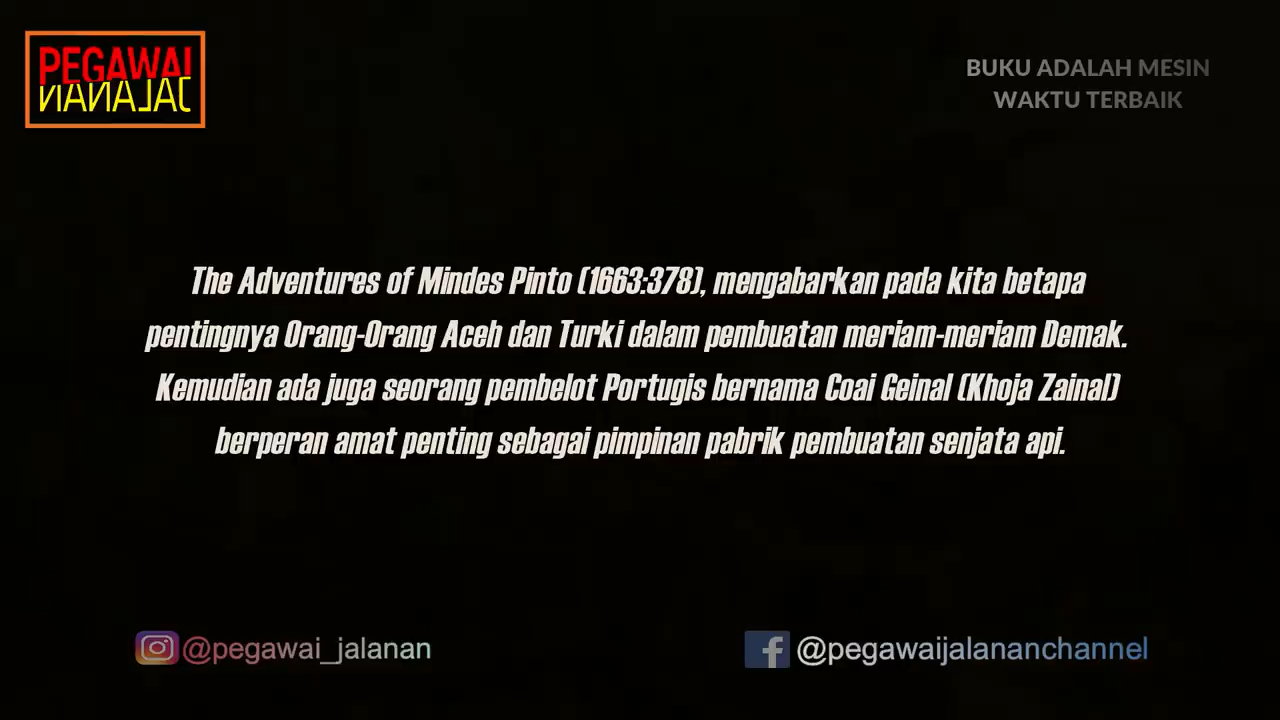 PEGAWAI
JALANAN
BUKU ADALAH MESIN
WAKTU TERBAIK
The Adventures of Mindes Pinto (1663:378), mengabarkan pada kita betapa
pentingnya Orang-Orang Aceh dan Turki dalam pembuatan meriam-meriam Demak.
Kemudian ada juga seorang pembelot Portugis bernama Coai Geinal (Khoja Zainal)
berperan amat penting sebagai pimpinan pabrik pembuatan senjata api.
@pegawai_jalanan
@pegawaijalananchannel